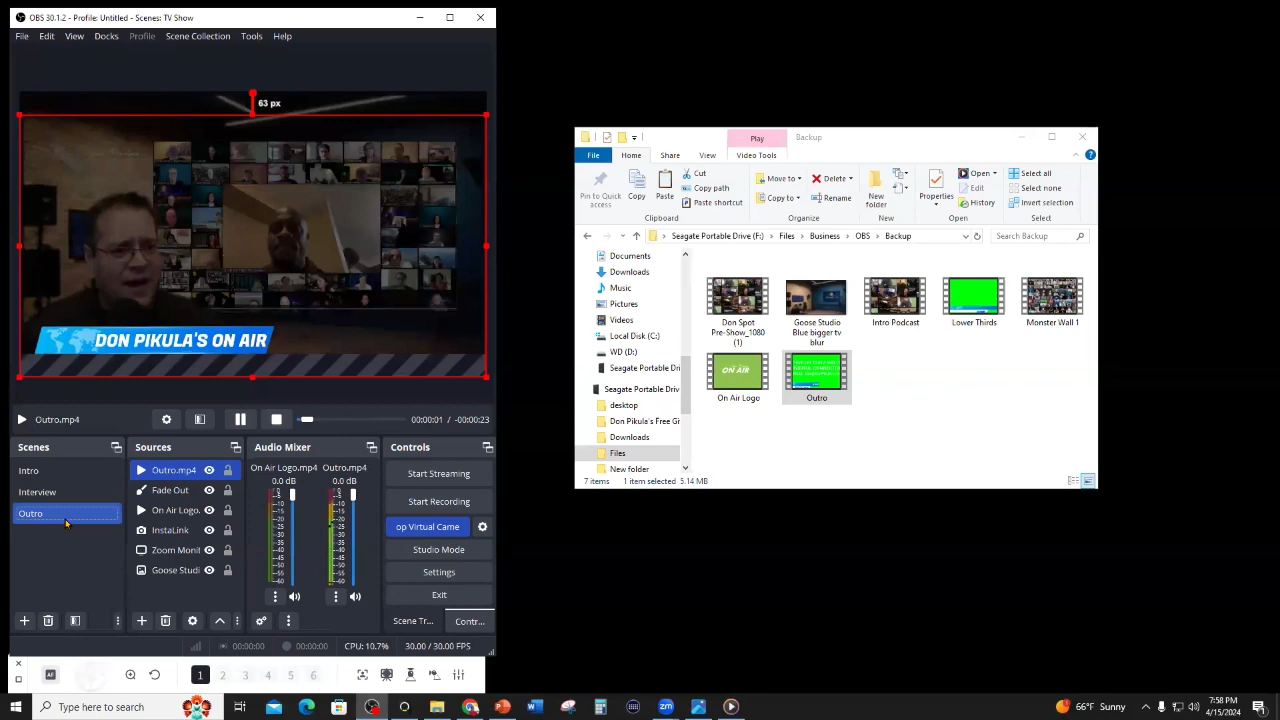 OBS 30.1.2 - Profile: Untitled - Scenes: TV Show
File Edit View Docks Profile Scene Collection Tools Help
63 px
DON PIKULA'S ON AIR
Outro.mp4
00:00:01 / -00:00:23
Scenes
Intro
Interview
Outro
Sources
Outro.mp4
Fade Out
On Air Logo.
InstaLink
Zoom Monit
Goose Studi
Audio Mixer
On Air Logo.mp4 Outro.mp4
0.0 dB 0.0 dB
Controls
Start Streaming
Start Recording
op Virtual Came
Studio Mode
Settings
Exit
Scene Tr... Contr...
00:00:00 00:00:00 CPU: 10.7% 30.00 / 30.00 FPS
1 2 3 4 5 6
Play Backup
File Home Share View Video Tools
Pin to Quick
access
Copy
Paste
Cut
Copy path
Paste shortcut
Clipboard
Move to
Copy to
Delete
Rename
Organize
New
folder
New
Properties
Open
Edit
History
Open
Select all
Select none
Invert selection
Select
Seagate Portable Drive (F:) > Files > Business > OBS > Backup
Search Backup
Documents
Downloads
Music
Pictures
Videos
Local Disk (C:)
WD (D:)
Seagate Portable Dr
Seagate Portable Driv
desktop
Don Pikula's Free Gr
Downloads
Files
New folder
Don Spot
Pre-Show_1080
(1)
Goose Studio
Blue bigger tv
blur
Intro Podcast
Lower Thirds
Monster Wall 1
ON AIR
On Air Logo
Outro
7 items 1 item selected 5.14 MB
Type here to search
66°F Sunny
7:58 PM
4/15/2024